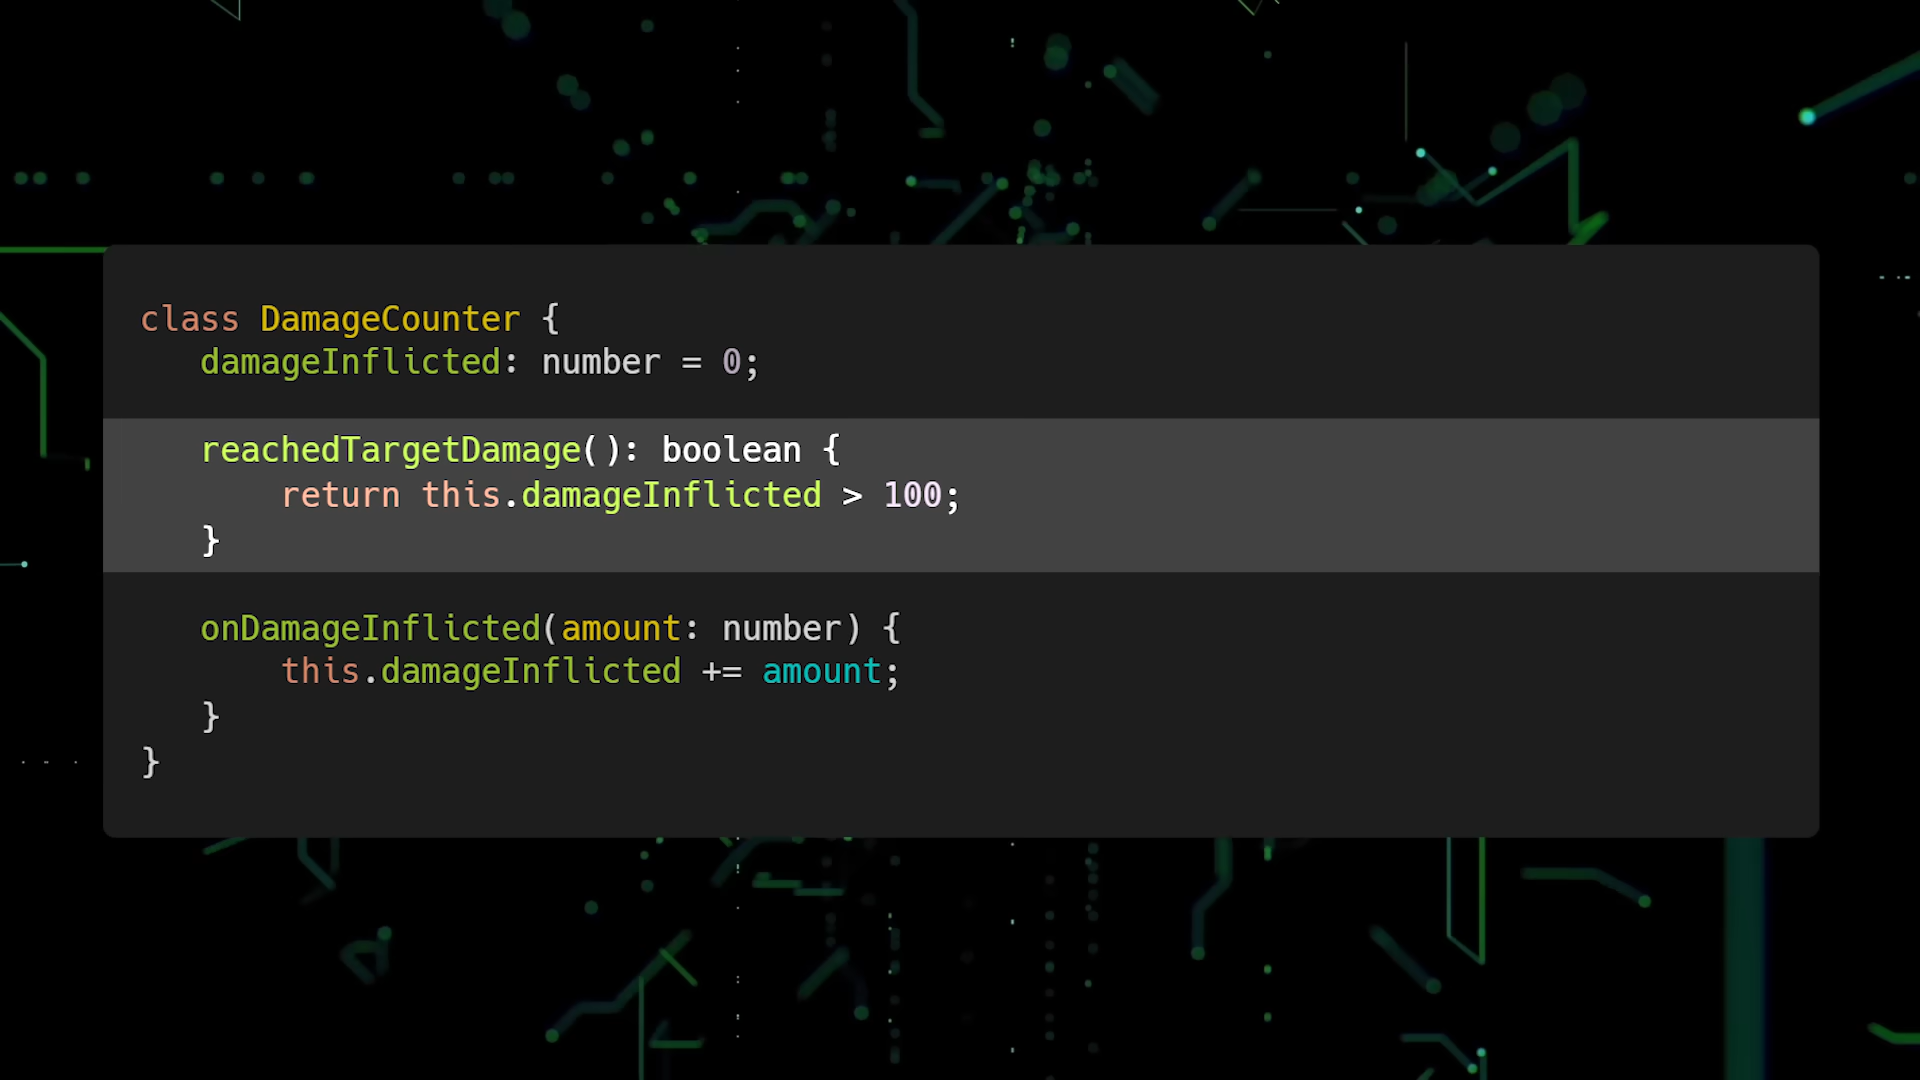 class DamageCounter {
damageInflicted: number = 0;
reachedTargetDamage(): boolean {
return this.damageInflicted > 100;
}
onDamageInflicted(amount: number) {
this.damageInflicted += amount;
}
}